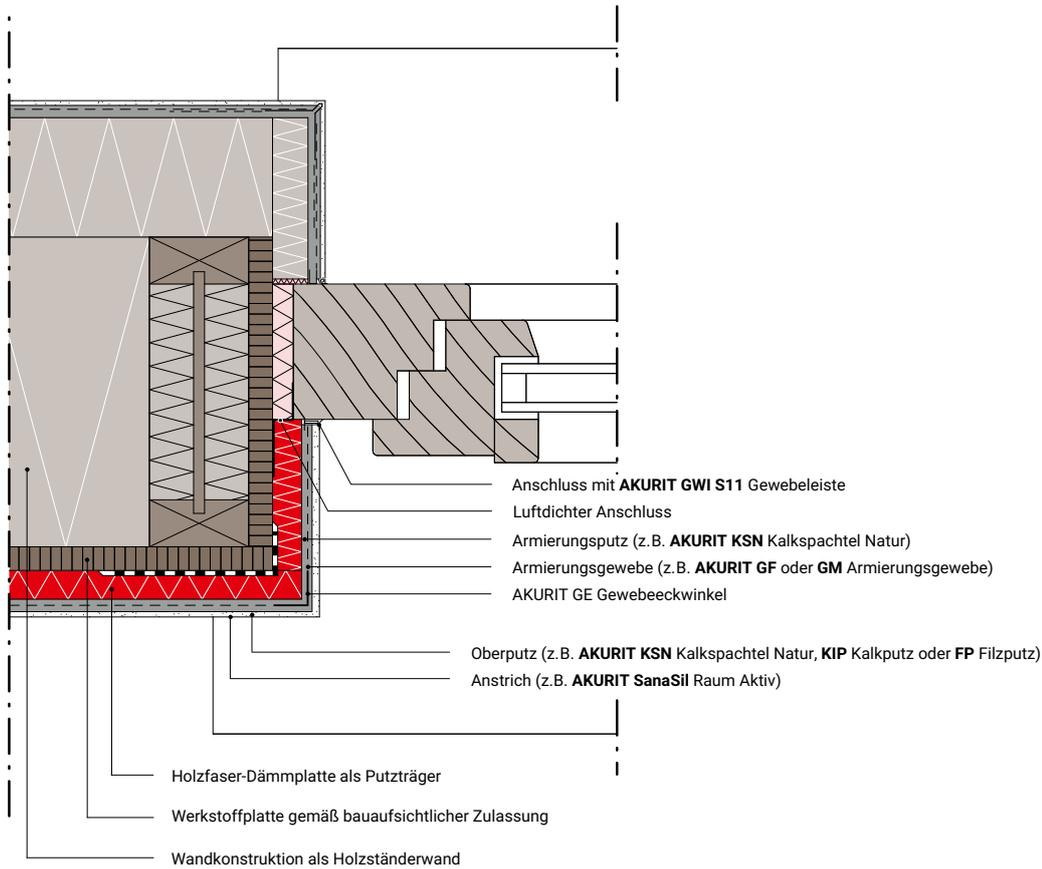 Anschluss mit AKURIT GWI S11 Gewebeleiste
Luftdichter Anschluss
Armierungsputz (z.B. AKURIT KSN Kalkspachtel Natur)
Armierungsgewebe (z.B. AKURIT GF oder GM Armierungsgewebe)
AKURIT GE Gewebeeckwinkel
Oberputz (z.B. AKURIT KSN Kalkspachtel Natur, KIP Kalkputz oder FP Filzputz)
Anstrich (z.B. AKURIT SanaSil Raum Aktiv)
Holzfaser-Dämmplatte als Putzträger
Werkstoffplatte gemäß bauaufsichtlicher Zulassung
Wandkonstruktion als Holzständerwand